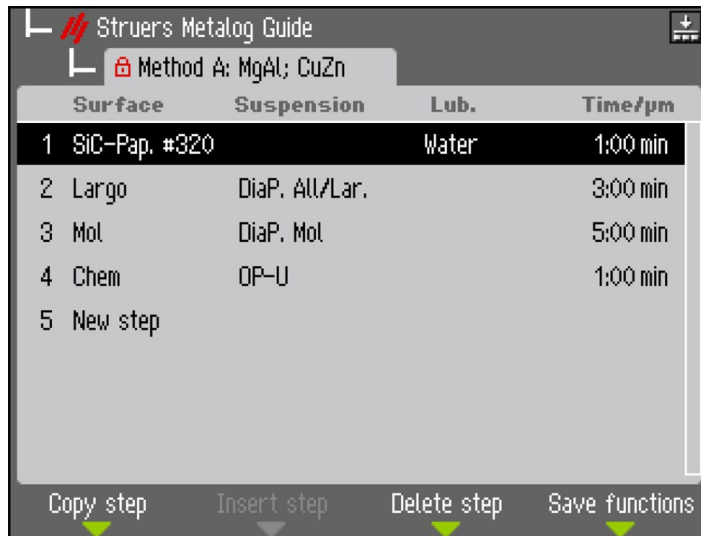 Struers Metalog Guide
Method A: MgAl; CuZn
Surface Suspension Lub. Time/µm
1 SiC-Pap. #320 Water 1:00 min
2 Largo DiaP. All/Lar. 3:00 min
3 Mol DiaP. Mol 5:00 min
4 Chem OP-U 1:00 min
5 New step
Copy step Insert step Delete step Save functions